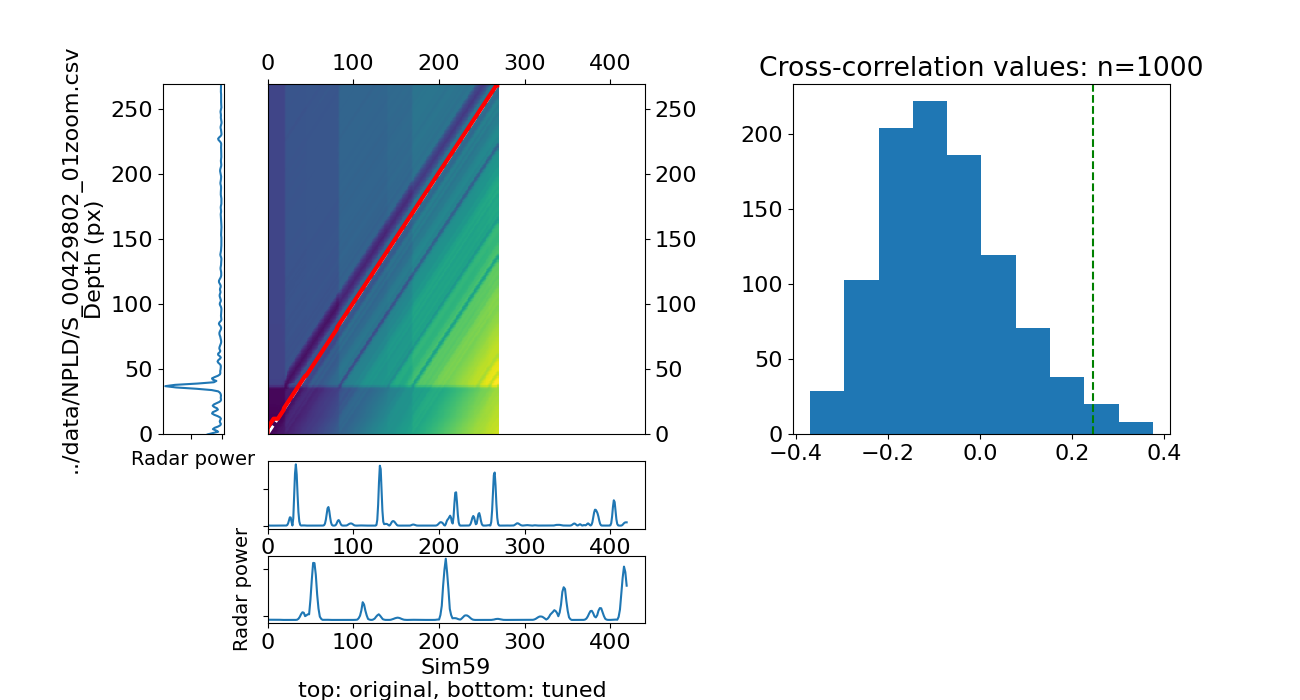 Cross-correlation values: n=1000
0 100 200 300 400
../data/NPLD/S_00429802_01zoom.csv
Depth (px)
250
200
150
100
50
0
250
200
150
100
50
0
200
150
100
50
0
−0.4 −0.2 0.0 0.2 0.4
Radar power
0 100 200 300 400
Radar power
0 100 200 300 400
Sim59
top: original, bottom: tuned